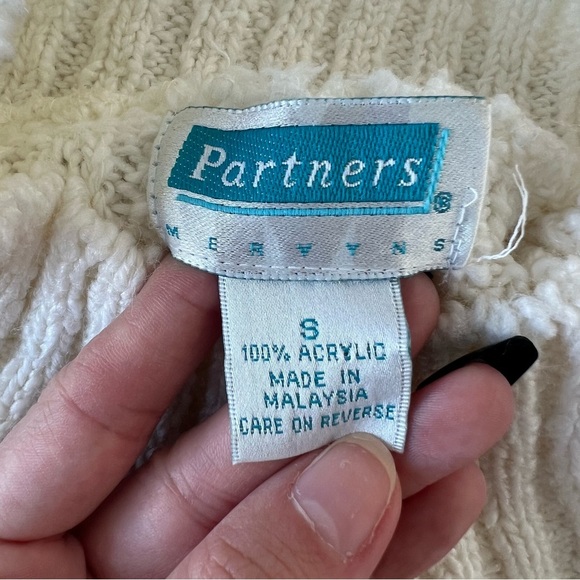 Partners®
MERVYNS
S
100% ACRYLIC
MADE IN
MALAYSIA
CARE ON REVERSE